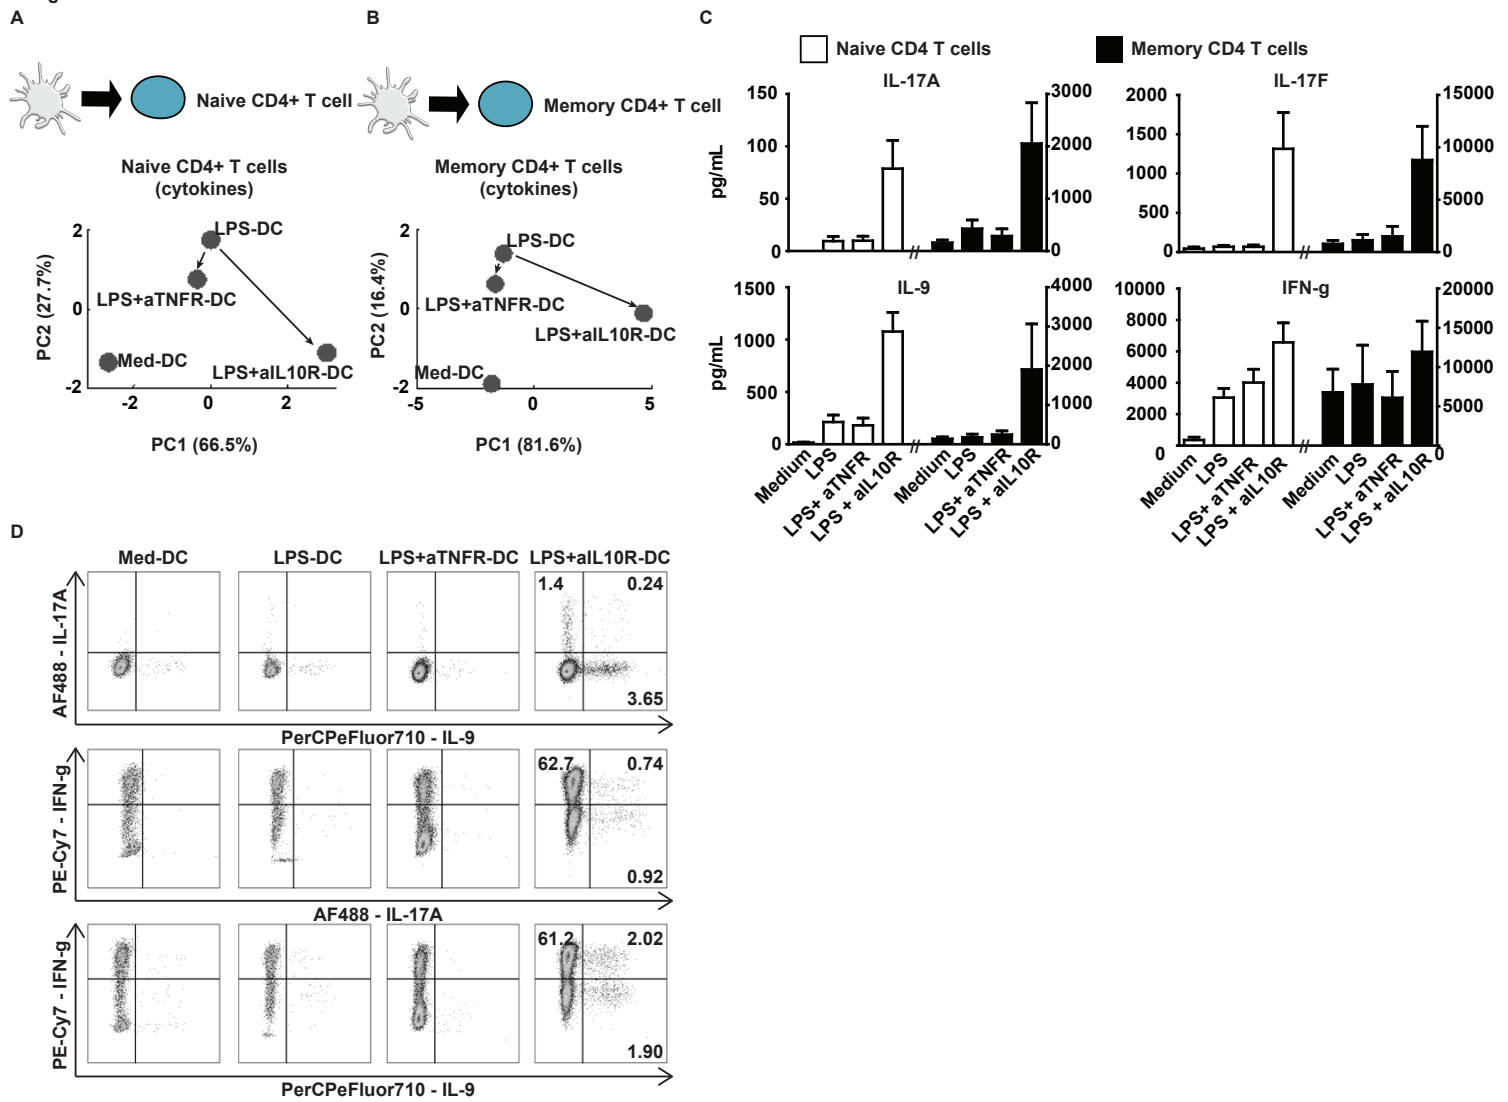 A
B
C
Naive CD4+ T cell
Memory CD4+ T cell
Naive CD4+ T cells
(cytokines)
PC2 (27.7%)
2
0
-2
LPS-DC
LPS+aTNFR-DC
Med-DC
LPS+aIL10R-DC
-2
0
2
PC1 (66.5%)
Memory CD4+ T cells
(cytokines)
PC2 (16.4%)
2
0
-2
LPS-DC
LPS+aTNFR-DC
LPS+aIL10R-DC
Med-DC
-5
0
5
PC1 (81.6%)
Naive CD4 T cells
Memory CD4 T cells
IL-17A
pg/mL
150
100
50
0
3000
2000
1000
0
//
IL-17F
2000
1500
1000
500
0
15000
10000
5000
0
//
IL-9
pg/mL
1500
1000
500
0
4000
3000
2000
1000
0
//
Medium
LPS
LPS+ aTNFR
LPS + aIL10R
Medium
LPS
LPS+ aTNFR
LPS + aIL10R
IFN-g
10000
8000
6000
4000
2000
0
20000
15000
10000
5000
0
//
Medium
LPS
LPS+ aTNFR
LPS + aIL10R
Medium
LPS
LPS+ aTNFR
LPS + aIL10R
D
Med-DC
LPS-DC
LPS+aTNFR-DC
LPS+aIL10R-DC
AF488 - IL-17A
1.4
0.24
3.65
PerCPeFluor710 - IL-9
PE-Cy7 - IFN-g
62.7
0.74
0.92
AF488 - IL-17A
PE-Cy7 - IFN-g
61.2
2.02
1.90
PerCPeFluor710 - IL-9